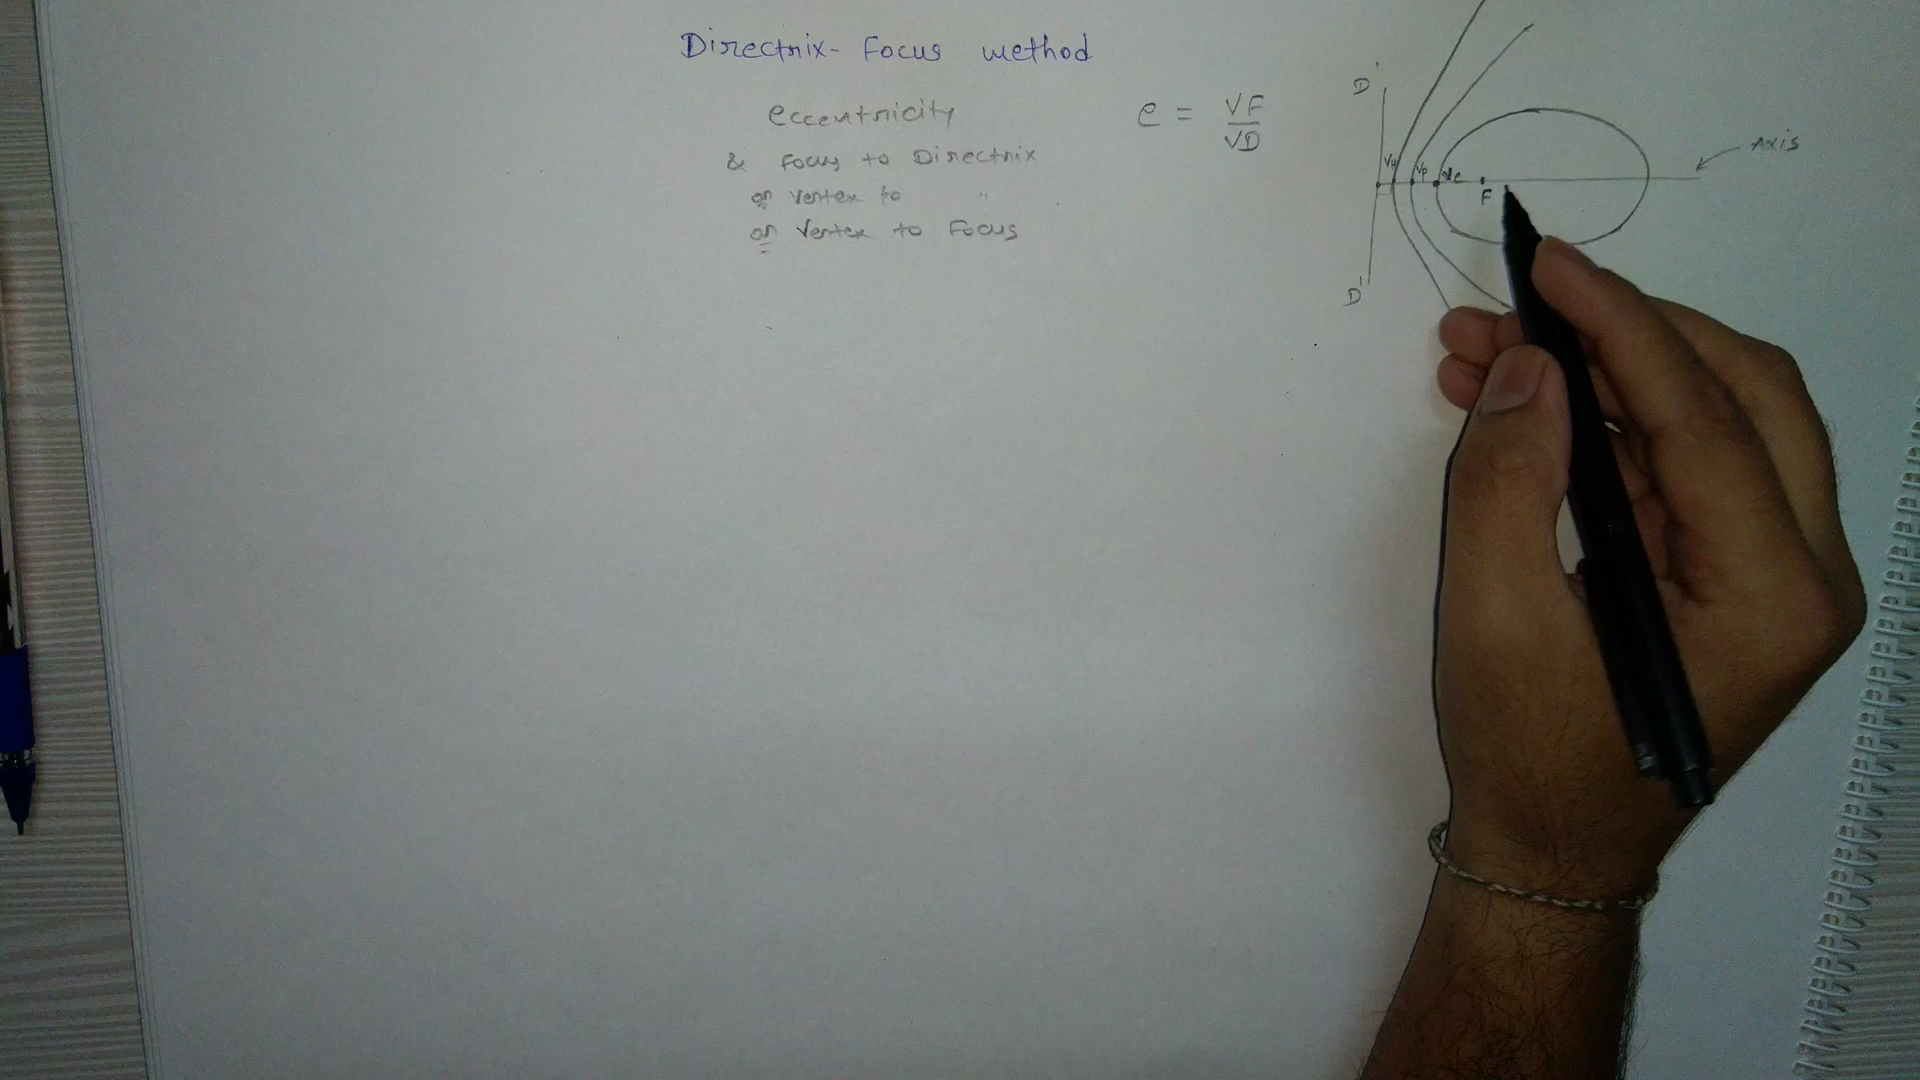 Directrix- Focus method
eccentricity
e = VF
VD
& Focus to Directrix
or vertex to "
or Vertex to Focus
D
VH VP Ve
F
Axis
D'